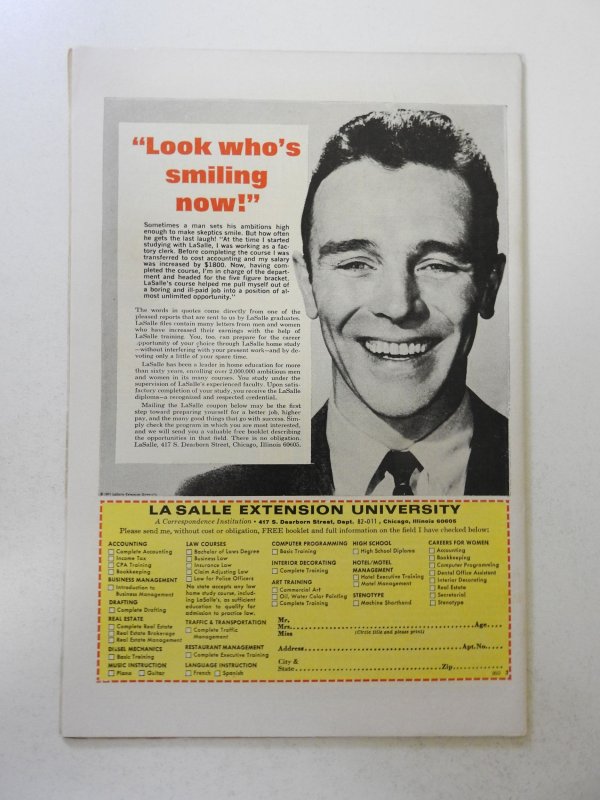 “Look who’s
smiling
now!”
Sometimes a man sets his ambitions high
enough to make skeptics smile. But how often
he gets the last laugh! “At the time I started
studying with LaSalle, I was working as a fac-
tory clerk. Before completing the course I was
transferred to cost accounting and my salary
was increased by $1800. Now, having com-
pleted the course, I’m in charge of the depart-
ment and headed for the five figure bracket.
LaSalle’s course helped me pull myself out of
a boring and ill-paid job into a position of al-
most unlimited opportunity.”
The words in quotes come directly from one of the
pleased reports that are sent to us by LaSalle graduates.
LaSalle files contain many letters from men and women
who have increased their earnings with the help of
LaSalle training. You, too, can prepare for the career
opportunity of your choice through LaSalle home study
—without interfering with your present work—and by de-
voting only a little of your spare time.
LaSalle has been a leader in home education for more
than sixty years, enrolling over 2,000,000 ambitious men
and women in its many courses. You study under the
supervision of LaSalle’s experienced faculty. Upon satis-
factory completion of your study, you receive the LaSalle
diploma—a recognized and respected credential.
Mailing the LaSalle coupon below may be the first
step toward preparing yourself for a better job, higher
pay, and the many good things that go with success. Sim-
ply check the program in which you are most interested,
and we will send you a valuable free booklet describing
the opportunities in that field. There is no obligation.
LaSalle, 417 S. Dearborn Street, Chicago, Illinois 60605.
LaSalle Extension University
LA SALLE EXTENSION UNIVERSITY
A Correspondence Institution • 417 S. Dearborn Street, Dept. 82-011, Chicago, Illinois 60605
Please send me, without cost or obligation, FREE booklet and full information on the field I have checked below:
ACCOUNTING
Complete Accounting
Income Tax
CPA Training
Bookkeeping
BUSINESS MANAGEMENT
Introduction to
Business Management
DRAFTING
Complete Drafting
REAL ESTATE
Complete Real Estate
Real Estate Brokerage
Real Estate Management
DIESEL MECHANICS
Basic Training
MUSIC INSTRUCTION
Piano Guitar
LAW COURSES
Bachelor of Laws Degree
Business Law
Insurance Law
Claim Adjusting Law
Law for Police Officers
No state accepts any law
home study course, includ-
ing LaSalle’s, as sufficient
education to qualify for
admission to practice law.
TRAFFIC & TRANSPORTATION
Complete Traffic
Management
RESTAURANT MANAGEMENT
Complete Executive Training
LANGUAGE INSTRUCTION
French Spanish
COMPUTER PROGRAMMING
Basic Training
INTERIOR DECORATING
Complete Training
ART TRAINING
Commercial Art
Oil, Water Color Painting
Complete Training
HIGH SCHOOL
High School Diploma
HOTEL/MOTEL
MANAGEMENT
Hotel Executive Training
Motel Management
STENOTYPE
Machine Shorthand
CAREERS FOR WOMEN
Accounting
Bookkeeping
Computer Programming
Dental Office Assistant
Interior Decorating
Real Estate
Secretarial
Stenotype
Mr.
Mrs. Age
Miss (Circle title and please print)
Address Apt. No.
City &
State Zip